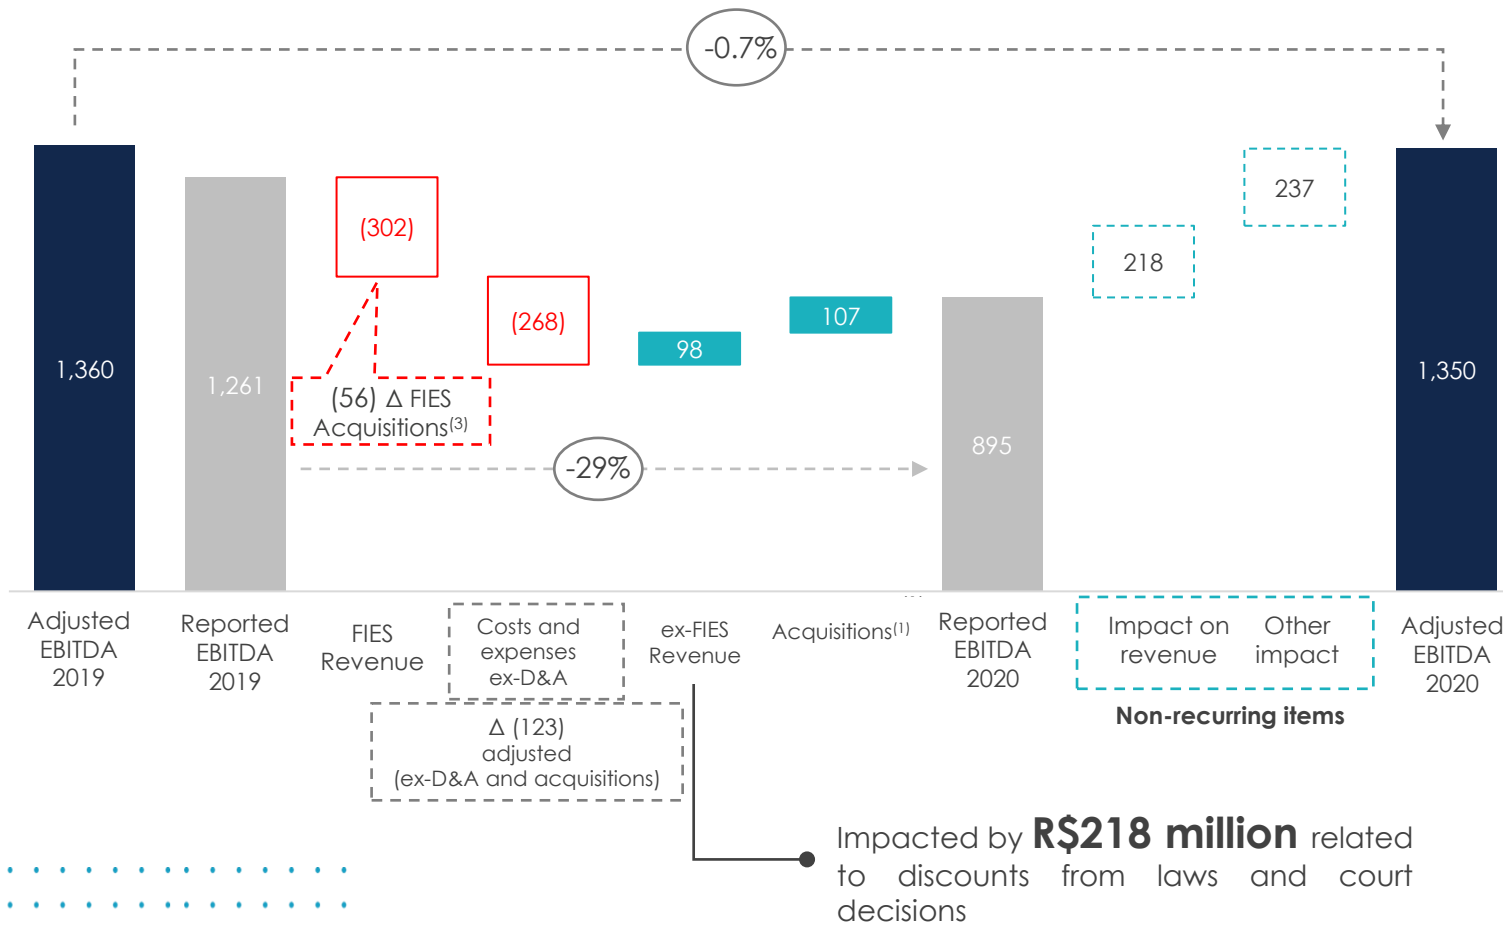 -0.7%
237
(302)
218
107
(268)
98
1,360
1,350
1,261
(56) Δ FIES
Acquisitions(3)
895
-29%
Adjusted
EBITDA
2019
Reported
EBITDA
2019
FIES
Revenue
Costs and
expenses
ex-D&A
ex-FIES
Revenue
Acquisitions(1)
Reported
EBITDA
2020
Impact on
revenue
Other
impact
Adjusted
EBITDA
2020
Non-recurring items
Δ (123)
adjusted
(ex-D&A and acquisitions)
Impacted by R$218 million related
to discounts from laws and court
decisions